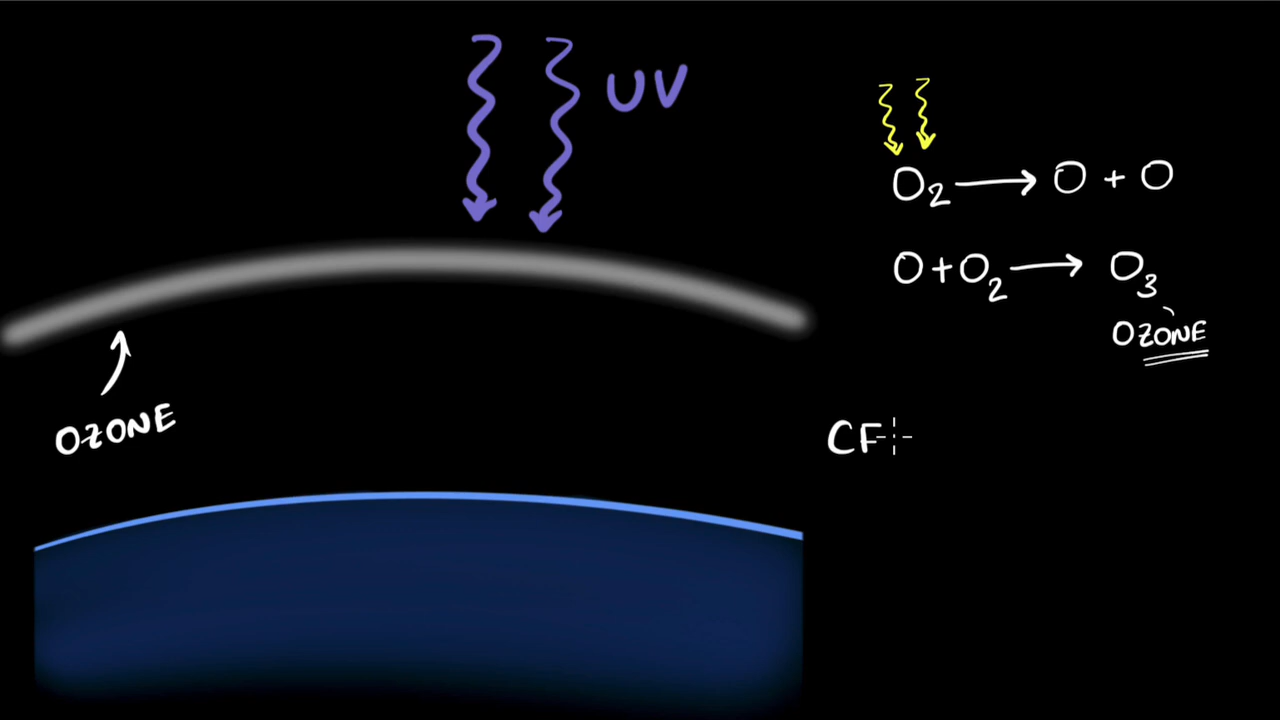 UV
O₂ → O + O
O + O₂ → O₃
OZONE
OZONE
CF